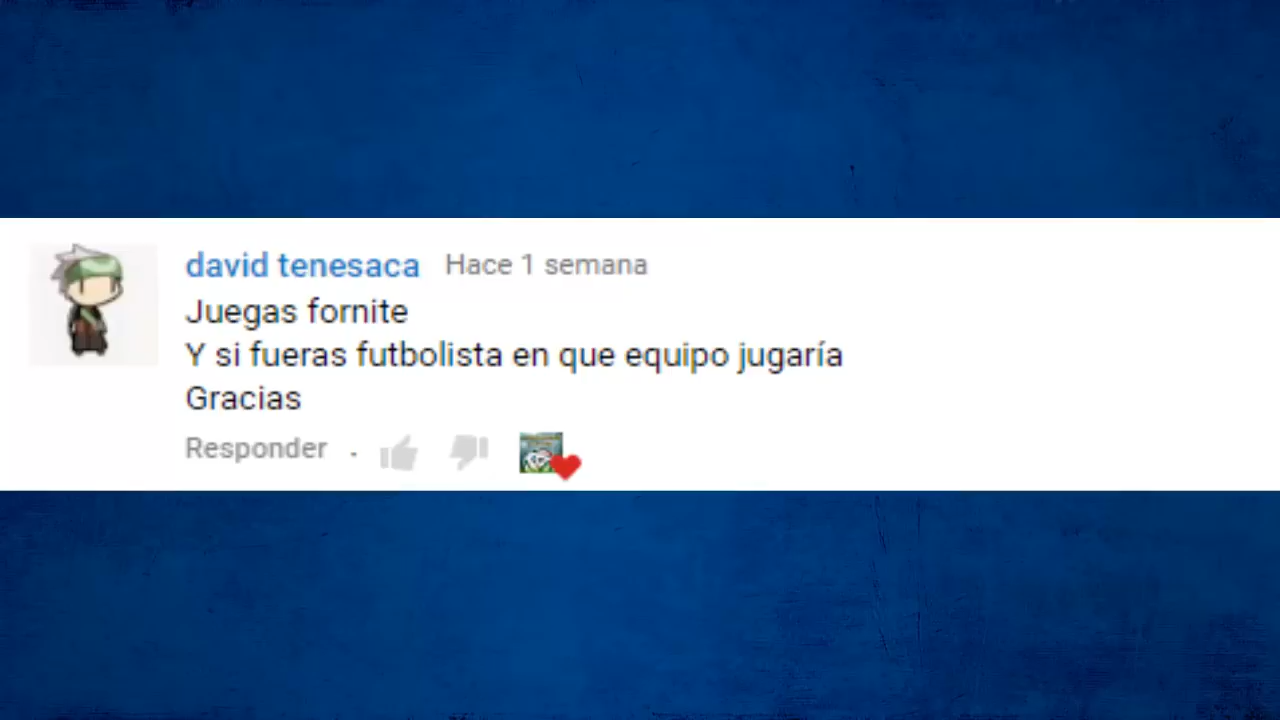 david tenesaca Hace 1 semana
Juegas fornite
Y si fueras futbolista en que equipo jugaría
Gracias
Responder .